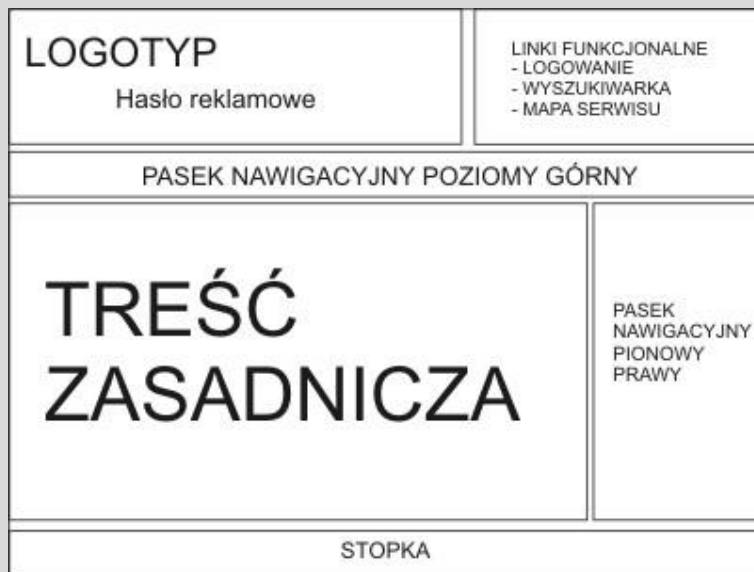 LOGOTYP
Hasło reklamowe
LINKI FUNKCJONALNE
- LOGOWANIE
- WYSZUKIWARKA
- MAPA SERWISU
PASEK NAWIGACYJNY POZIOMY GÓRNY
TREŚĆ
ZASADNICZA
PASEK
NAWIGACYJNY
PIONOWY
PRAWY
STOPKA